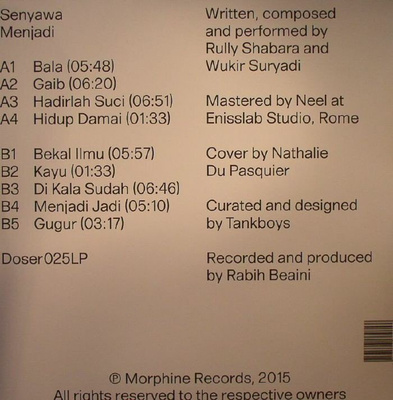 Senyawa
Menjadi
A1 Bala (05:48)
A2 Gaib (06:20)
A3 Hadirlah Suci (06:51)
A4 Hidup Damai (01:33)
B1 Bekal Ilmu (05:57)
B2 Kayu (01:33)
B3 Di Kala Sudah (06:46)
B4 Menjadi Jadi (05:10)
B5 Gugur (03:17)
Doser025LP
Written, composed
and performed by
Rully Shabara and
Wukir Suryadi
Mastered by Neel at
Enisslab Studio, Rome
Cover by Nathalie
Du Pasquier
Curated and designed
by Tankboys
Recorded and produced
by Rabih Beaini
℗ Morphine Records, 2015
All rights reserved to the respective owners